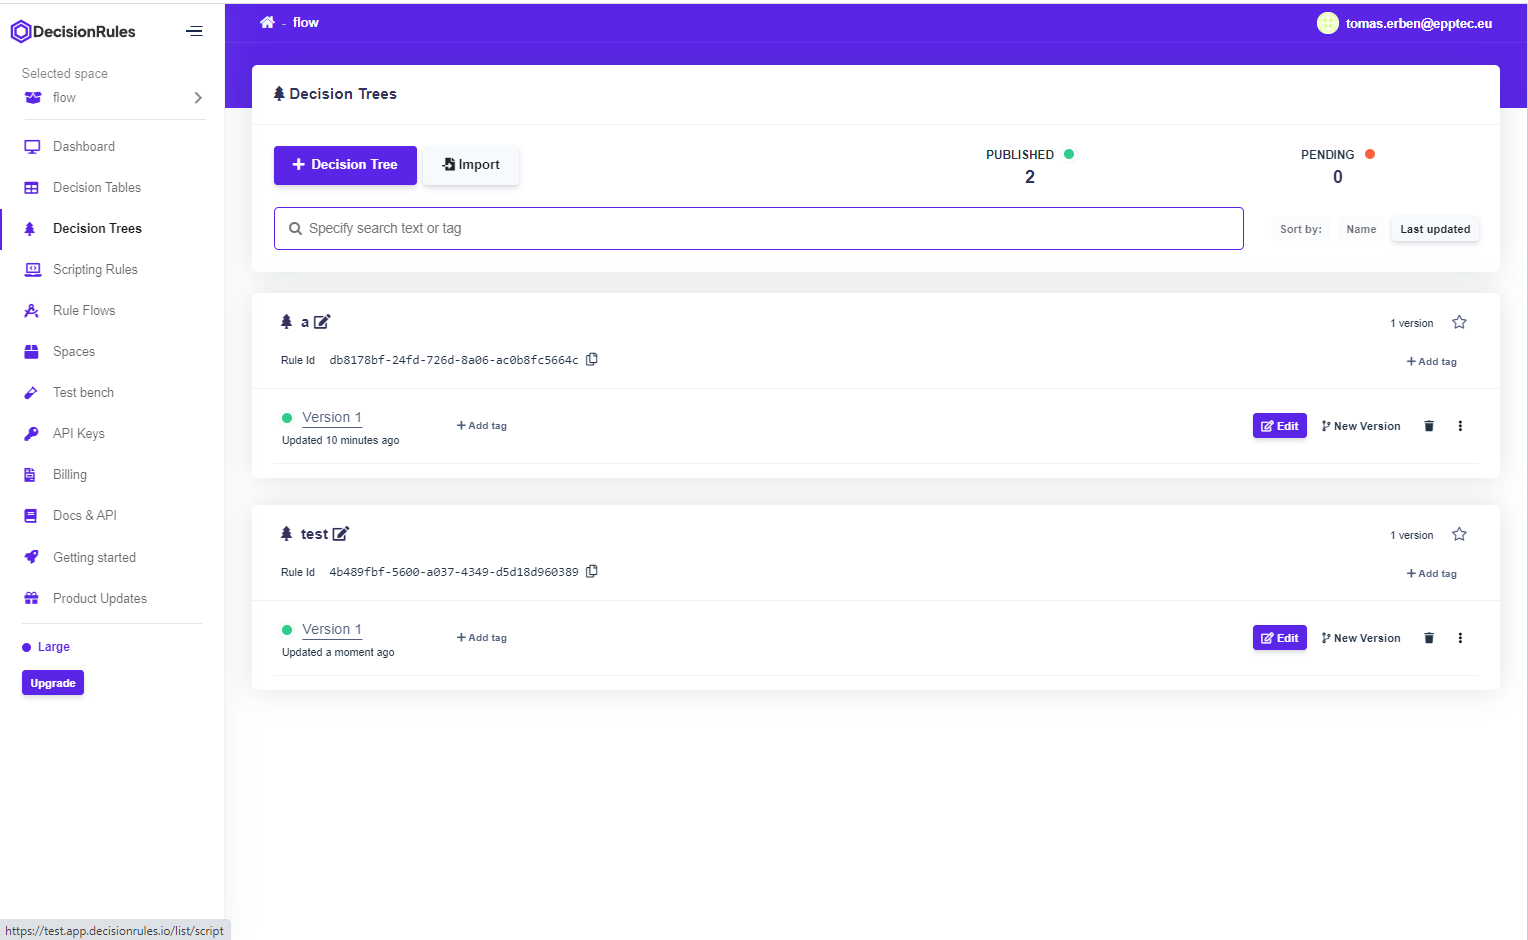 DecisionRules
Selected space
flow
Dashboard
Decision Tables
Decision Trees
Scripting Rules
Rule Flows
Spaces
Test bench
API Keys
Billing
Docs & API
Getting started
Product Updates
Large
Upgrade
- flow
tomas.erben@epptec.eu
Decision Trees
+ Decision Tree
Import
PUBLISHED
2
PENDING
0
Specify search text or tag
Sort by: Name Last updated
a
1 version
Rule Id db8178bf-24fd-726d-8a06-ac0b8fc5664c
+ Add tag
Version 1
Updated 10 minutes ago
+ Add tag
Edit
New Version
test
1 version
Rule Id 4b489fbf-5600-a037-4349-d5d18d960389
+ Add tag
Version 1
Updated a moment ago
+ Add tag
Edit
New Version
https://test.app.decisionrules.io/list/script